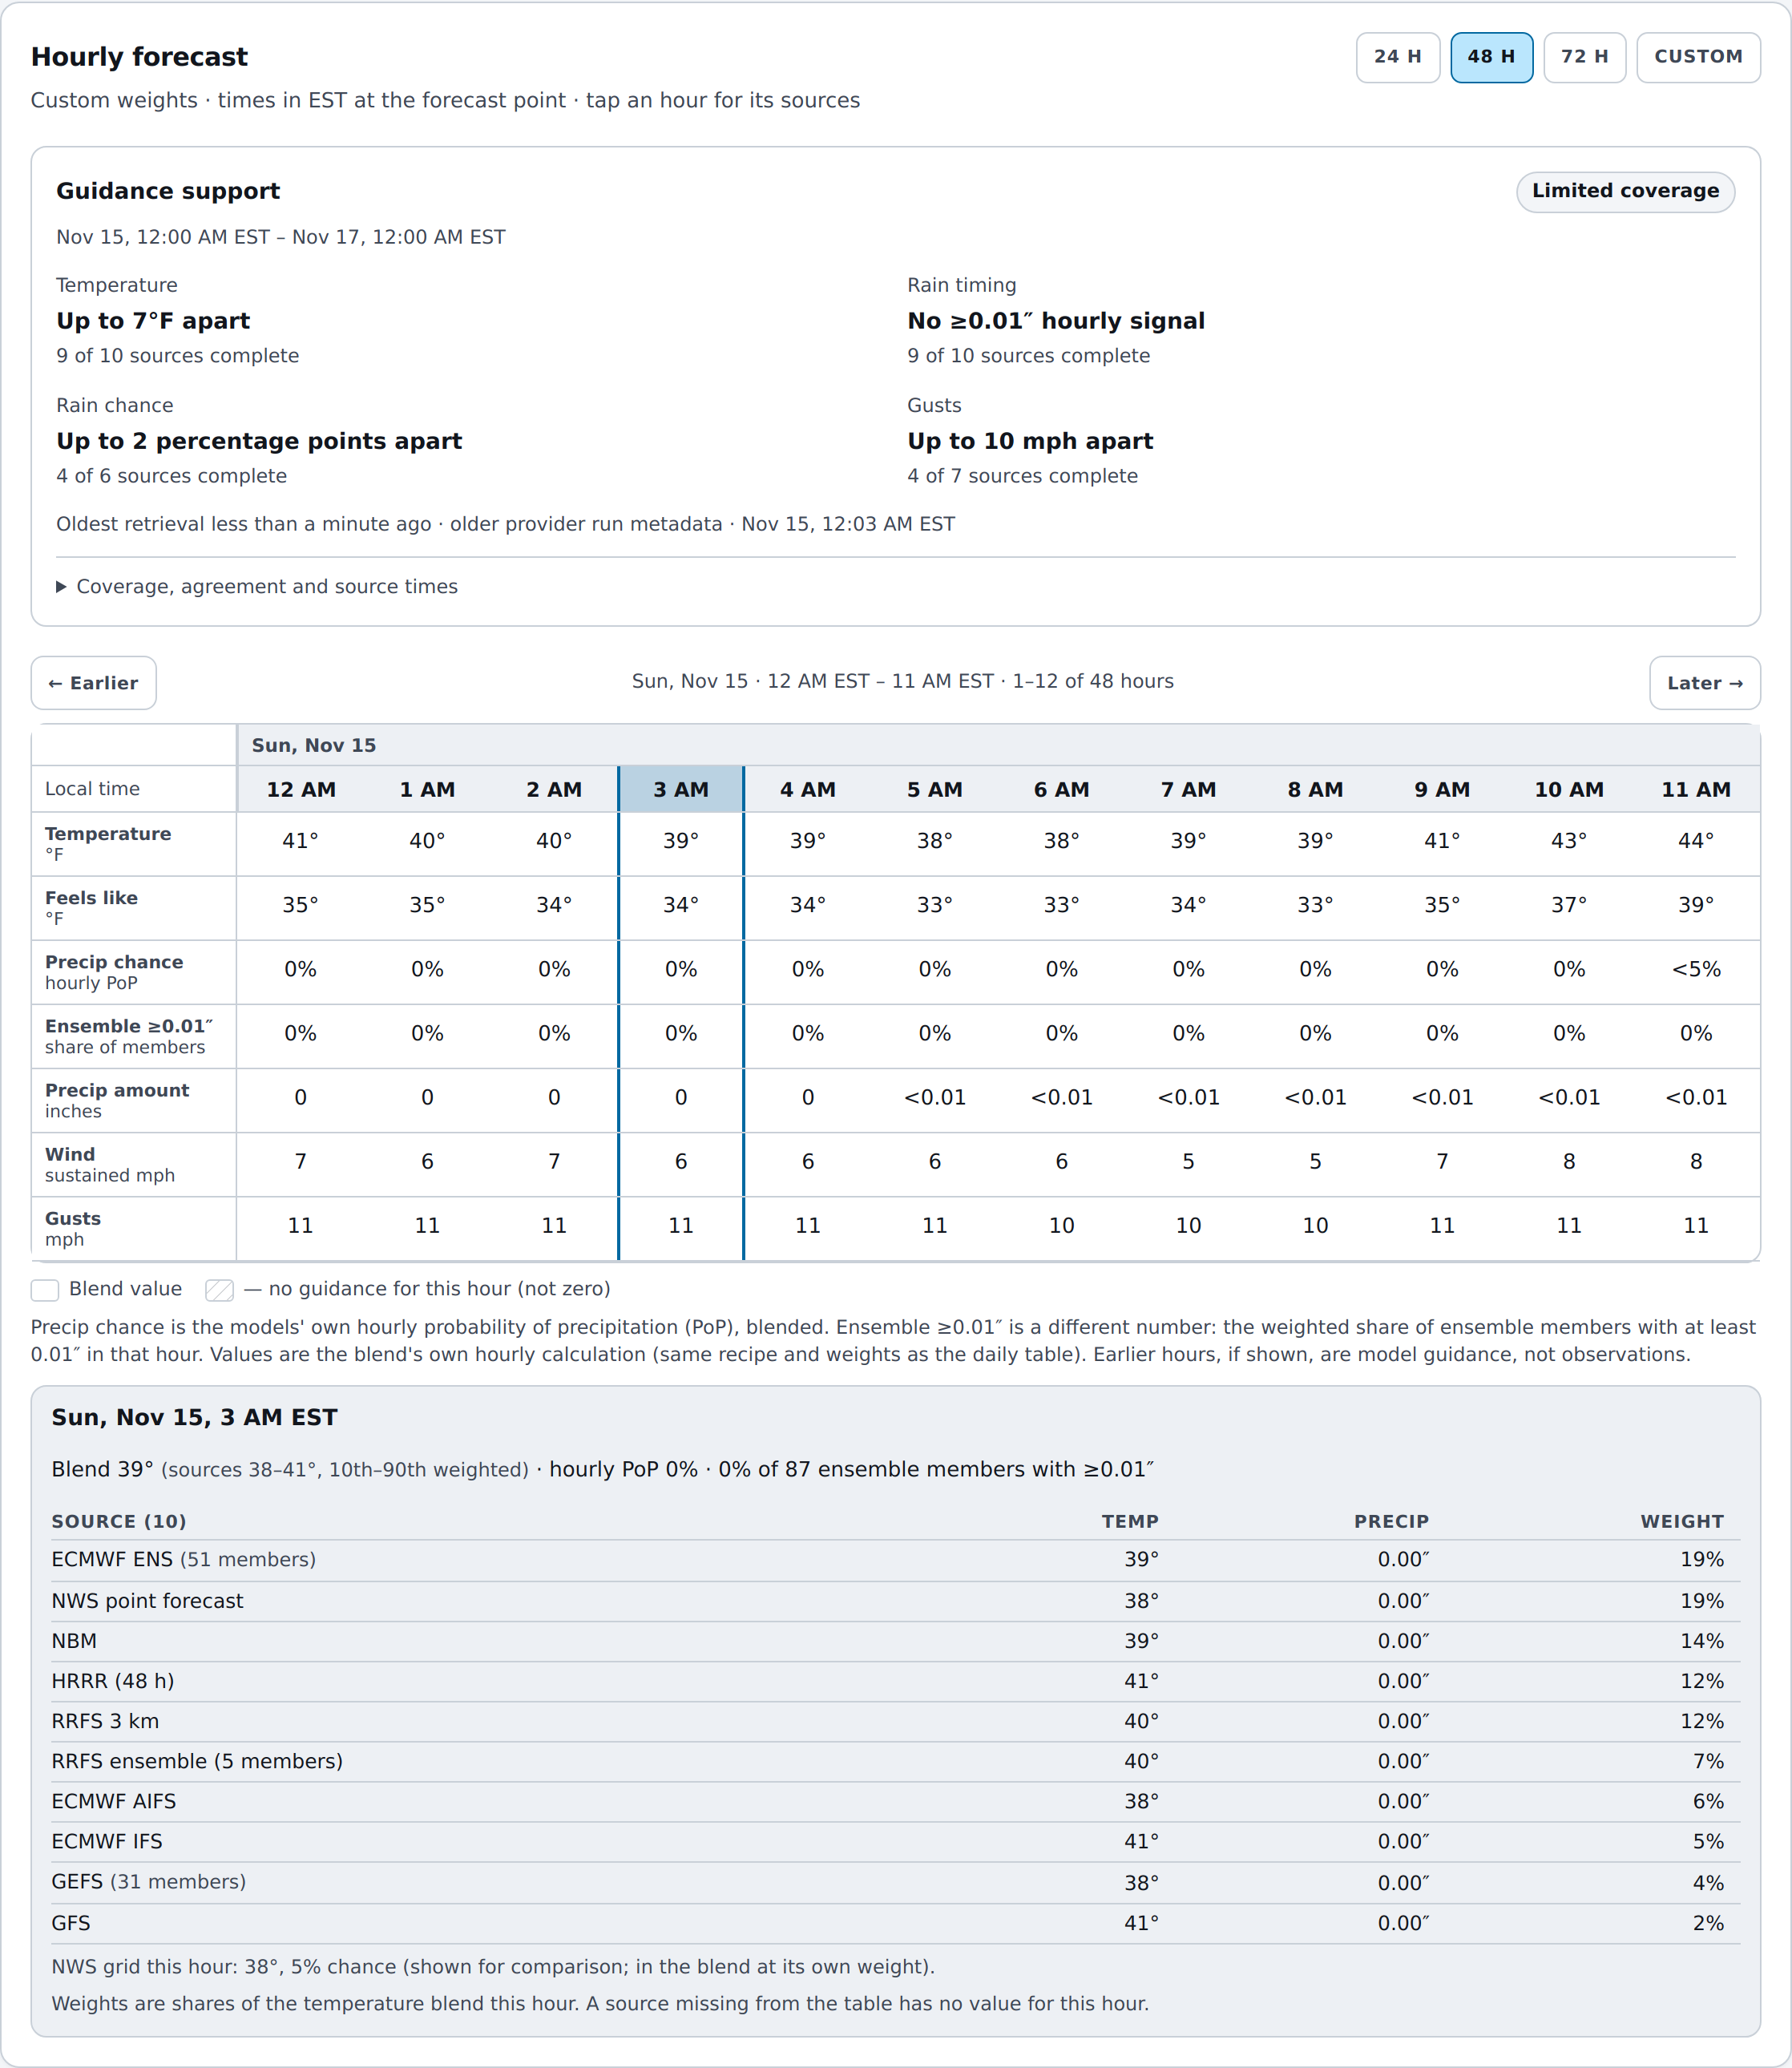 Hourly forecast
24 H
48 H
72 H
CUSTOM
Custom weights · times in EST at the forecast point · tap an hour for its sources
Guidance support
Limited coverage
Nov 15, 12:00 AM EST – Nov 17, 12:00 AM EST
Temperature
Up to 7°F apart
9 of 10 sources complete
Rain timing
No ≥0.01″ hourly signal
9 of 10 sources complete
Rain chance
Up to 2 percentage points apart
4 of 6 sources complete
Gusts
Up to 10 mph apart
4 of 7 sources complete
Oldest retrieval less than a minute ago · older provider run metadata · Nov 15, 12:03 AM EST
▶ Coverage, agreement and source times
← Earlier
Sun, Nov 15 · 12 AM EST – 11 AM EST · 1–12 of 48 hours
Later →
Sun, Nov 15
Local time 12 AM 1 AM 2 AM 3 AM 4 AM 5 AM 6 AM 7 AM 8 AM 9 AM 10 AM 11 AM
Temperature °F 41° 40° 40° 39° 39° 38° 38° 39° 39° 41° 43° 44°
Feels like °F 35° 35° 34° 34° 34° 33° 33° 34° 33° 35° 37° 39°
Precip chance hourly PoP 0% 0% 0% 0% 0% 0% 0% 0% 0% 0% 0% <5%
Ensemble ≥0.01″ share of members 0% 0% 0% 0% 0% 0% 0% 0% 0% 0% 0% 0%
Precip amount inches 0 0 0 0 0 <0.01 <0.01 <0.01 <0.01 <0.01 <0.01 <0.01
Wind sustained mph 7 6 7 6 6 6 6 5 5 7 8 8
Gusts mph 11 11 11 11 11 11 10 10 10 11 11 11
Blend value — no guidance for this hour (not zero)
Precip chance is the models' own hourly probability of precipitation (PoP), blended. Ensemble ≥0.01″ is a different number: the weighted share of ensemble members with at least
0.01″ in that hour. Values are the blend's own hourly calculation (same recipe and weights as the daily table). Earlier hours, if shown, are model guidance, not observations.
Sun, Nov 15, 3 AM EST
Blend 39° (sources 38–41°, 10th–90th weighted) · hourly PoP 0% · 0% of 87 ensemble members with ≥0.01″
SOURCE (10) TEMP PRECIP WEIGHT
ECMWF ENS (51 members) 39° 0.00″ 19%
NWS point forecast 38° 0.00″ 19%
NBM 39° 0.00″ 14%
HRRR (48 h) 41° 0.00″ 12%
RRFS 3 km 40° 0.00″ 12%
RRFS ensemble (5 members) 40° 0.00″ 7%
ECMWF AIFS 38° 0.00″ 6%
ECMWF IFS 41° 0.00″ 5%
GEFS (31 members) 38° 0.00″ 4%
GFS 41° 0.00″ 2%
NWS grid this hour: 38°, 5% chance (shown for comparison; in the blend at its own weight).
Weights are shares of the temperature blend this hour. A source missing from the table has no value for this hour.